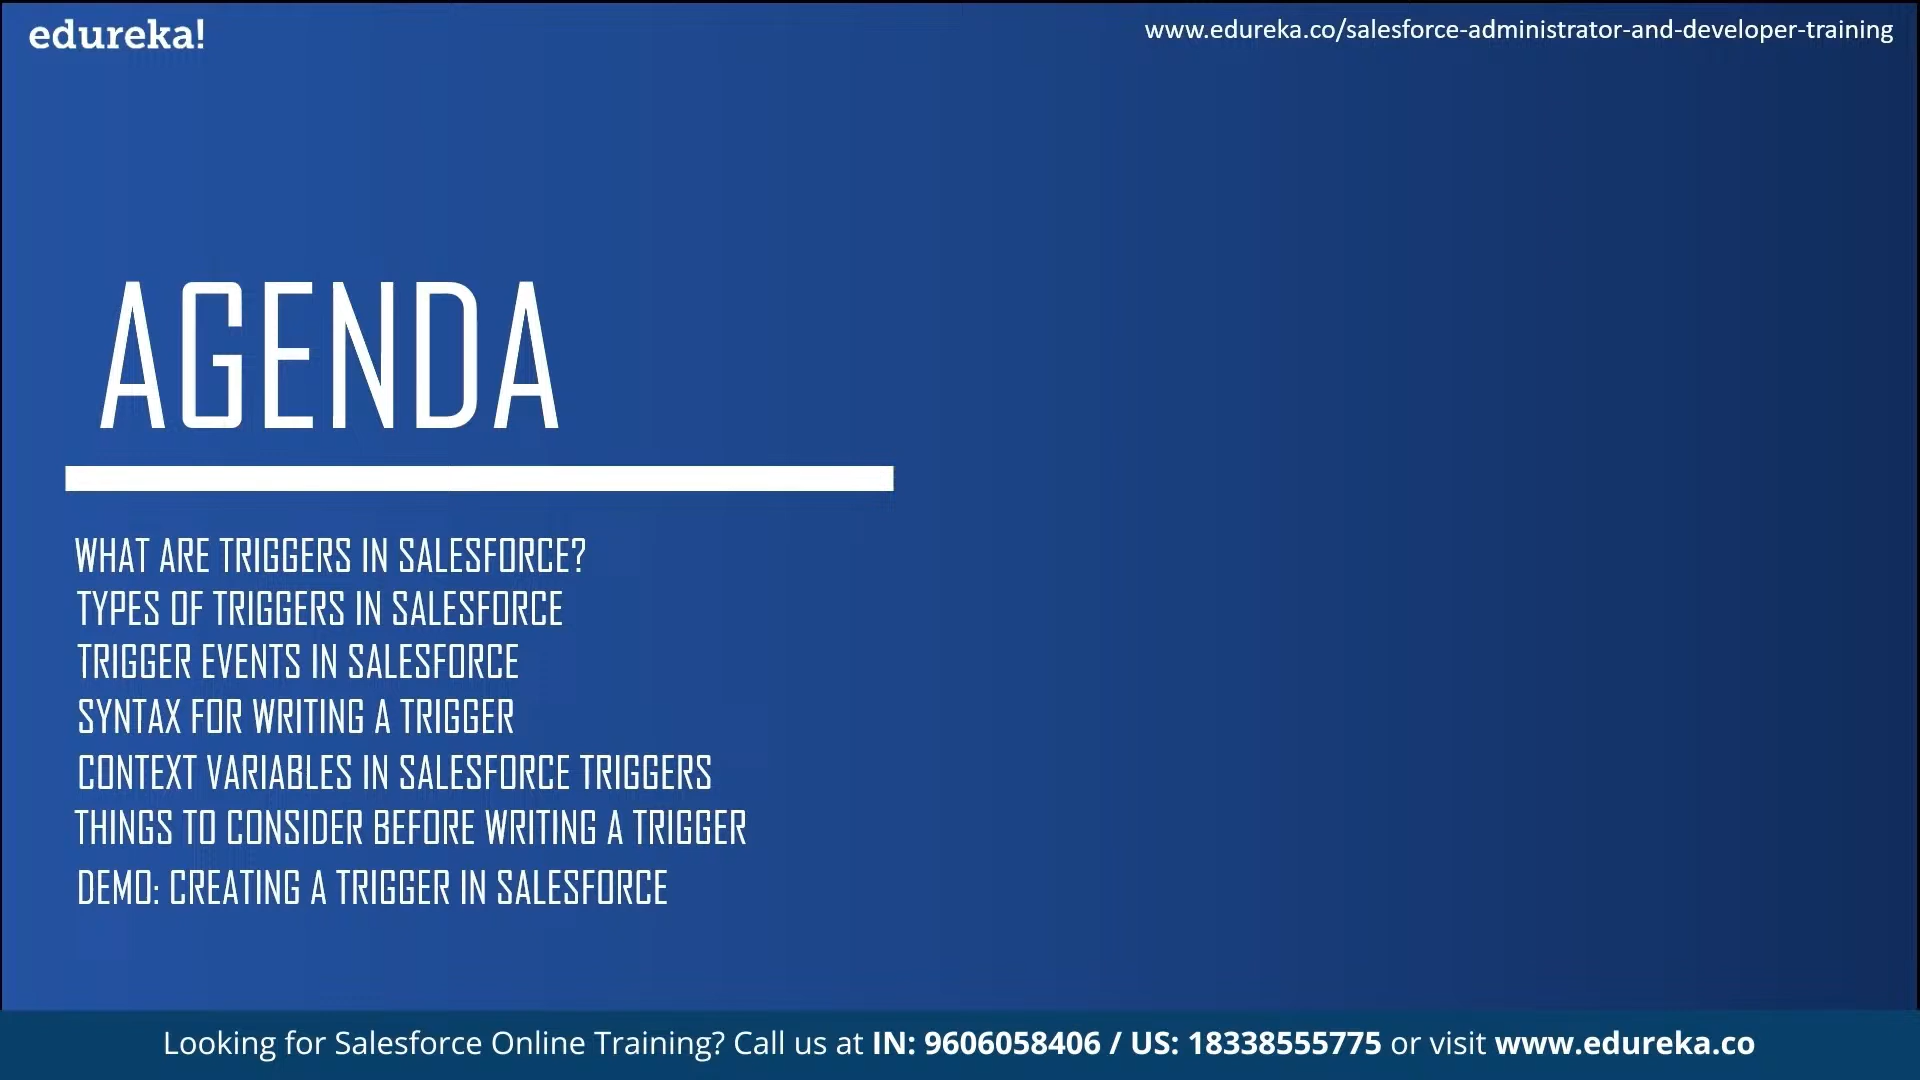 edureka!
www.edureka.co/salesforce-administrator-and-developer-training
AGENDA
WHAT ARE TRIGGERS IN SALESFORCE?
TYPES OF TRIGGERS IN SALESFORCE
TRIGGER EVENTS IN SALESFORCE
SYNTAX FOR WRITING A TRIGGER
CONTEXT VARIABLES IN SALESFORCE TRIGGERS
THINGS TO CONSIDER BEFORE WRITING A TRIGGER
DEMO: CREATING A TRIGGER IN SALESFORCE
Looking for Salesforce Online Training? Call us at IN: 9606058406 / US: 18338555775 or visit www.edureka.co